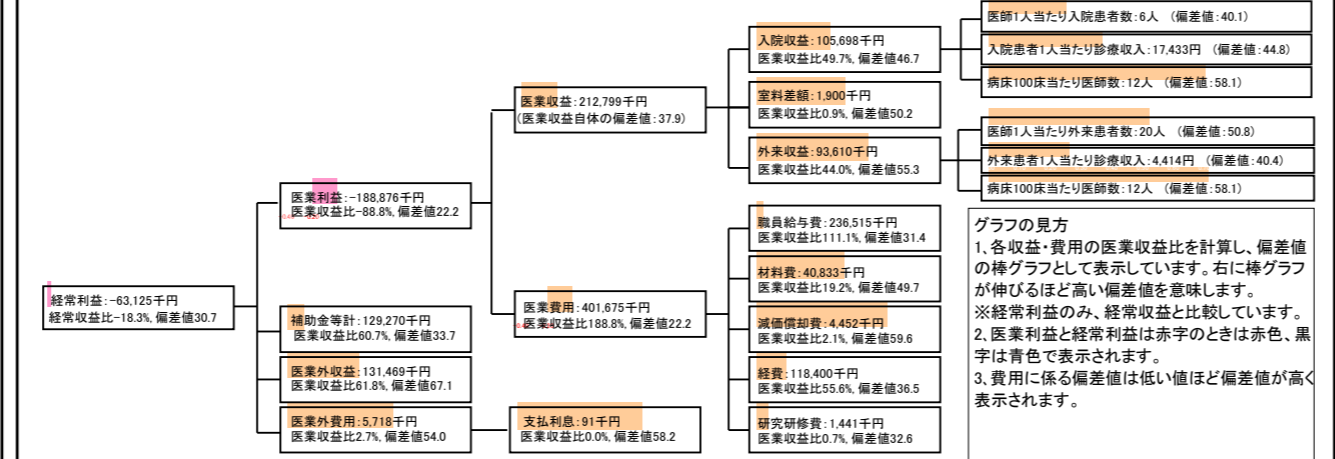 医師1人当たり入院患者数:6人 (偏差値:40.1)
入院収益:105,698千円
医業収益比49.7%, 偏差値46.7
入院患者1人当たり診療収入:17,433円 (偏差値:44.8)
病床100床当たり医師数:12人 (偏差値:58.1)
医業収益:212,799千円
(医業収益自体の偏差値:37.9)
室料差額:1,900千円
医業収益比0.9%, 偏差値50.2
医師1人当たり外来患者数:20人 (偏差値:50.8)
外来収益:93,610千円
医業収益比44.0%, 偏差値55.3
外来患者1人当たり診療収入:4,414円 (偏差値:40.4)
病床100床当たり医師数:12人 (偏差値:58.1)
医業利益:-188,876千円
医業収益比-88.8%, 偏差値22.2
職員給与費:236,515千円
医業収益比111.1%, 偏差値31.4
材料費:40,833千円
医業収益比19.2%, 偏差値49.7
経常利益:-63,125千円
経常収益比-18.3%, 偏差値30.7
医業費用:401,675千円
医業収益比188.8%, 偏差値22.2
補助金等計:129,270千円
医業収益比60.7%, 偏差値33.7
減価償却費:4,452千円
医業収益比2.1%, 偏差値59.6
医業外収益:131,469千円
医業収益比61.8%, 偏差値67.1
経費:118,400千円
医業収益比55.6%, 偏差値36.5
医業外費用:5,718千円
医業収益比2.7%, 偏差値54.0
支払利息:91千円
医業収益比0.0%, 偏差値58.2
研究研修費:1,441千円
医業収益比0.7%, 偏差値32.6
グラフの見方
1、各収益・費用の医業収益比を計算し、偏差値
の棒グラフとして表示しています。右に棒グラフ
が伸びるほど高い偏差値を意味します。
※経常利益のみ、経常収益と比較しています。
2、医業利益と経常利益は赤字のときは赤色、黒
字は青色で表示されます。
3、費用に係る偏差値は低い値ほど偏差値が高く
表示されます。